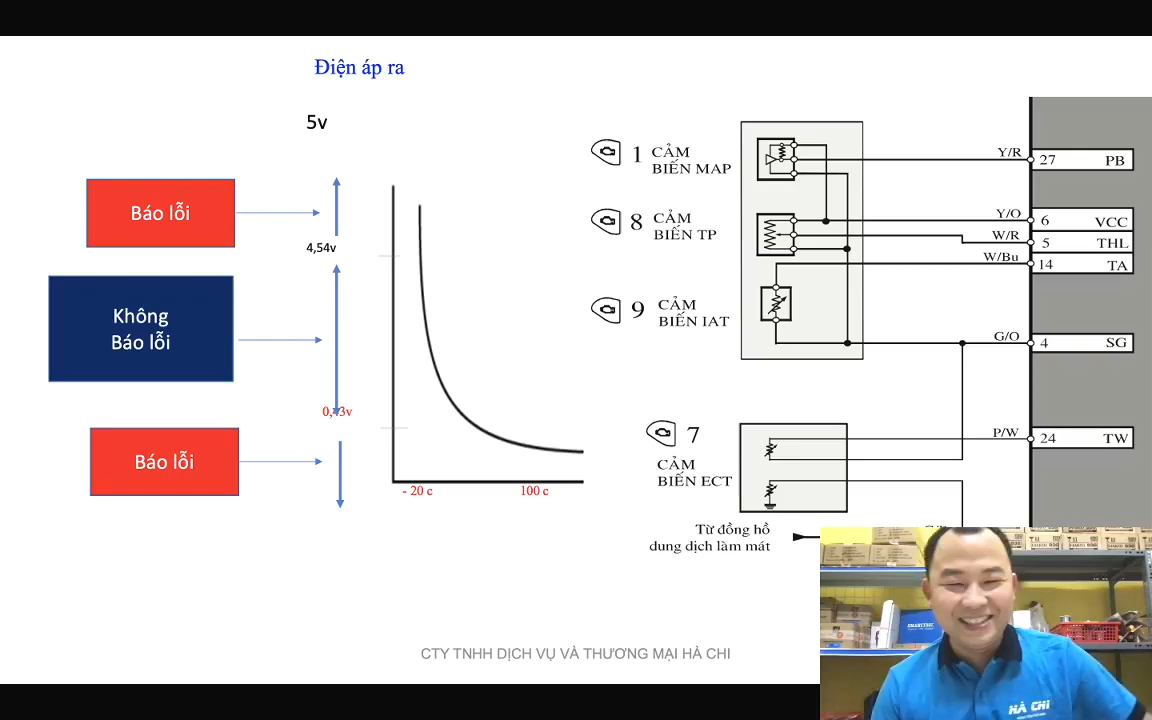 Điện áp ra
5v
Báo lỗi
4,54v
Không
Báo lỗi
0,43v
Báo lỗi
- 20 c
100 c
1 CẢM
BIẾN MAP
8 CẢM
BIẾN TP
9 CẢM
BIẾN IAT
7
CẢM
BIẾN ECT
Từ đồng hồ
dung dịch làm mát
Y/R 27 PB
Y/O 6 VCC
W/R 5 THL
W/Bu 14 TA
G/O 4 SG
P/W 24 TW
CTY TNHH DỊCH VỤ VÀ THƯƠNG MẠI HÀ CHI
HÀ CHI